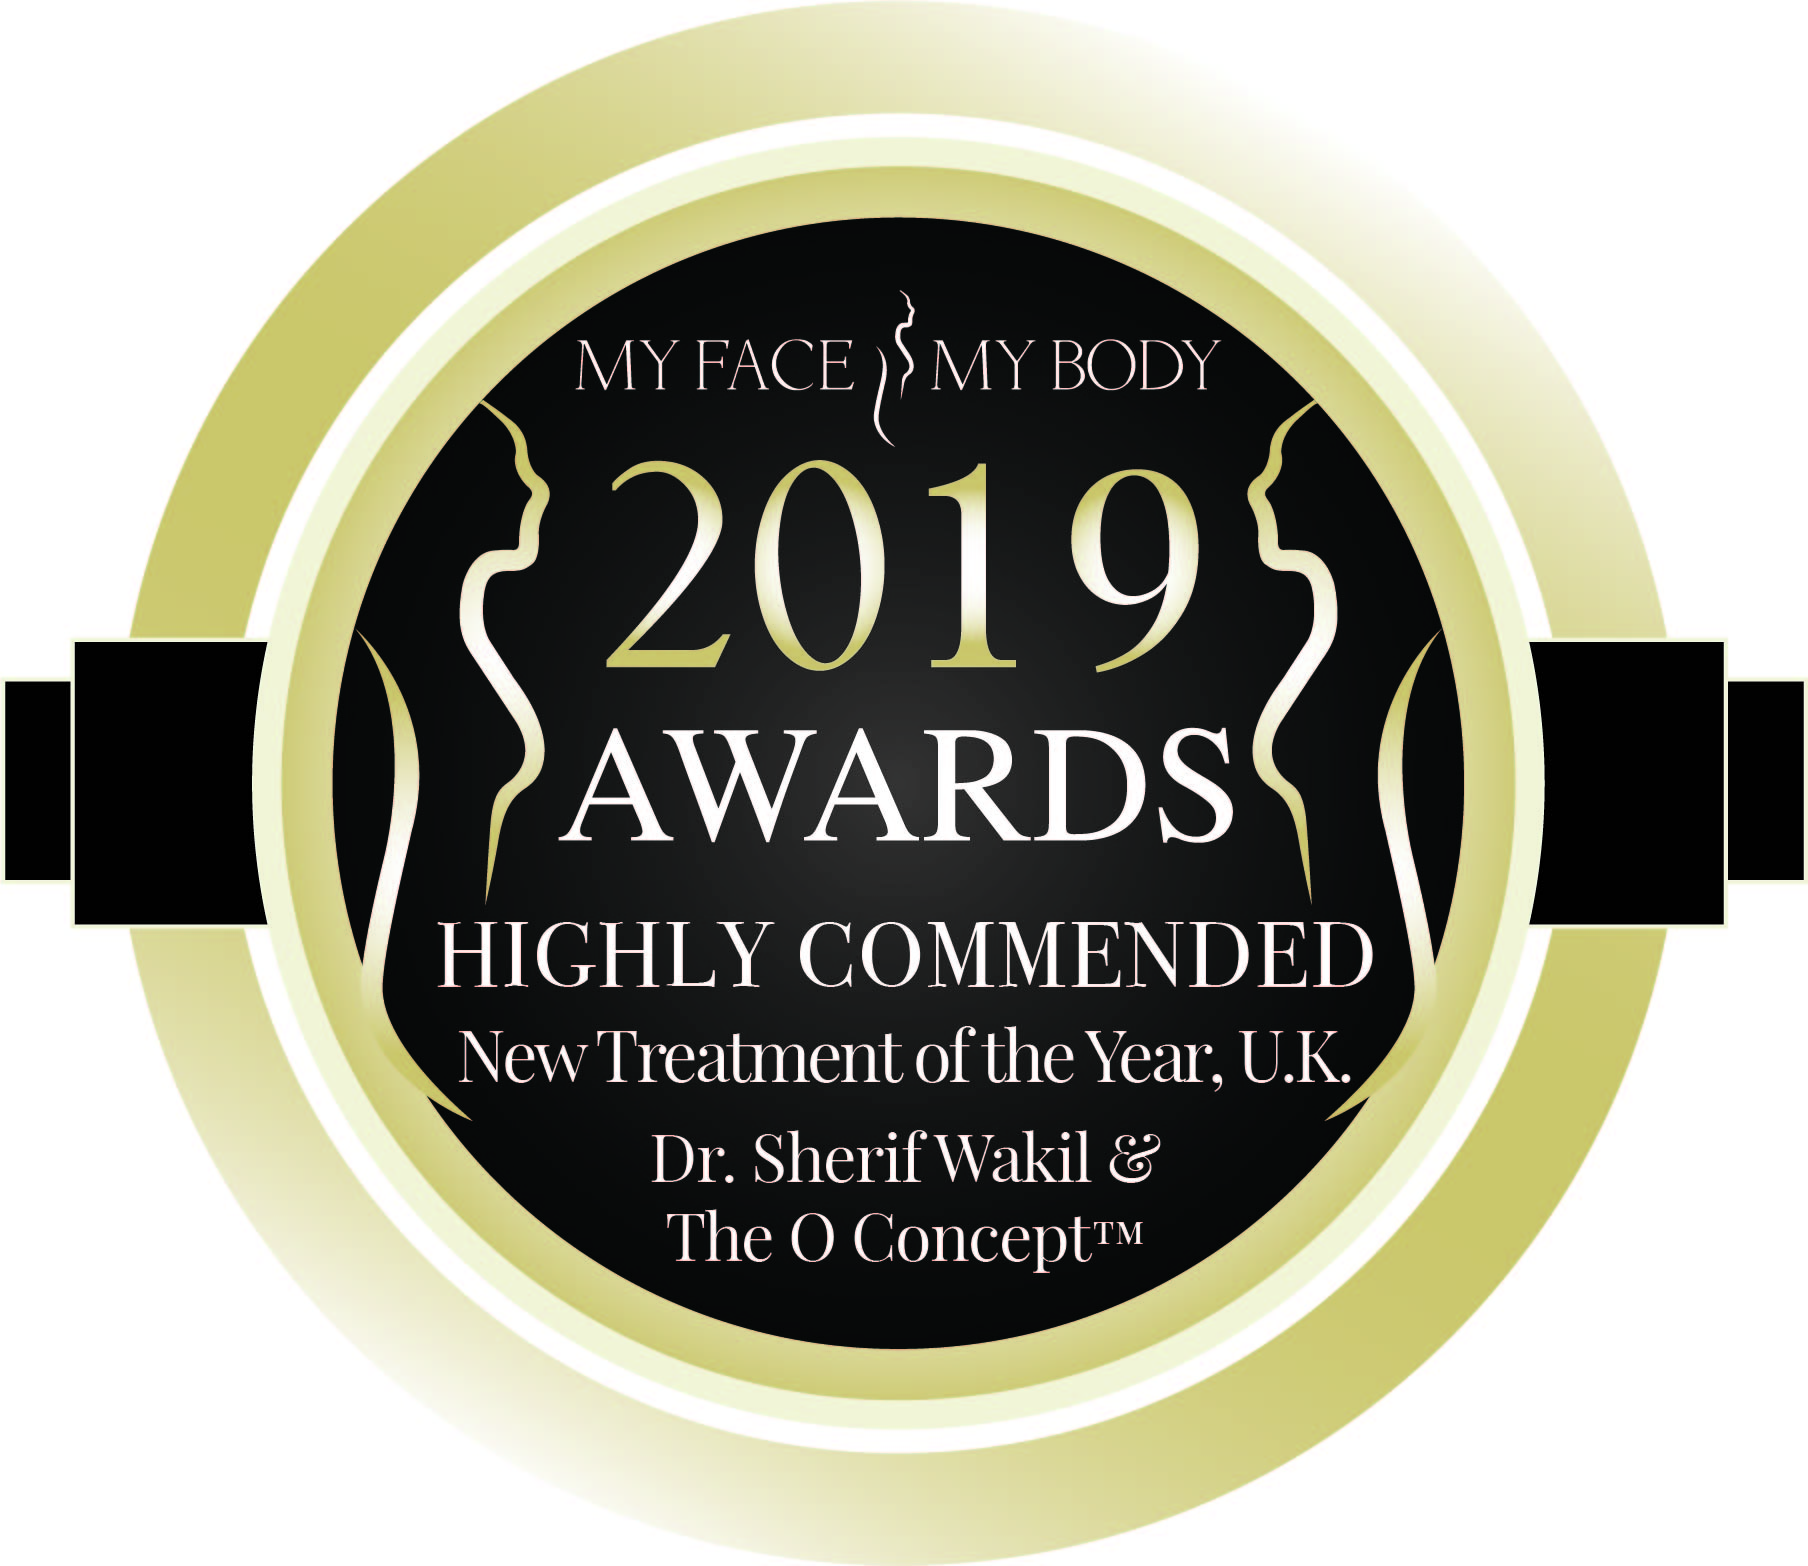 MY FACE MY BODY
2019
AWARDS
HIGHLY COMMENDED
New Treatment of the Year, U.K.
Dr. Sherif Wakil &
The O Concept™